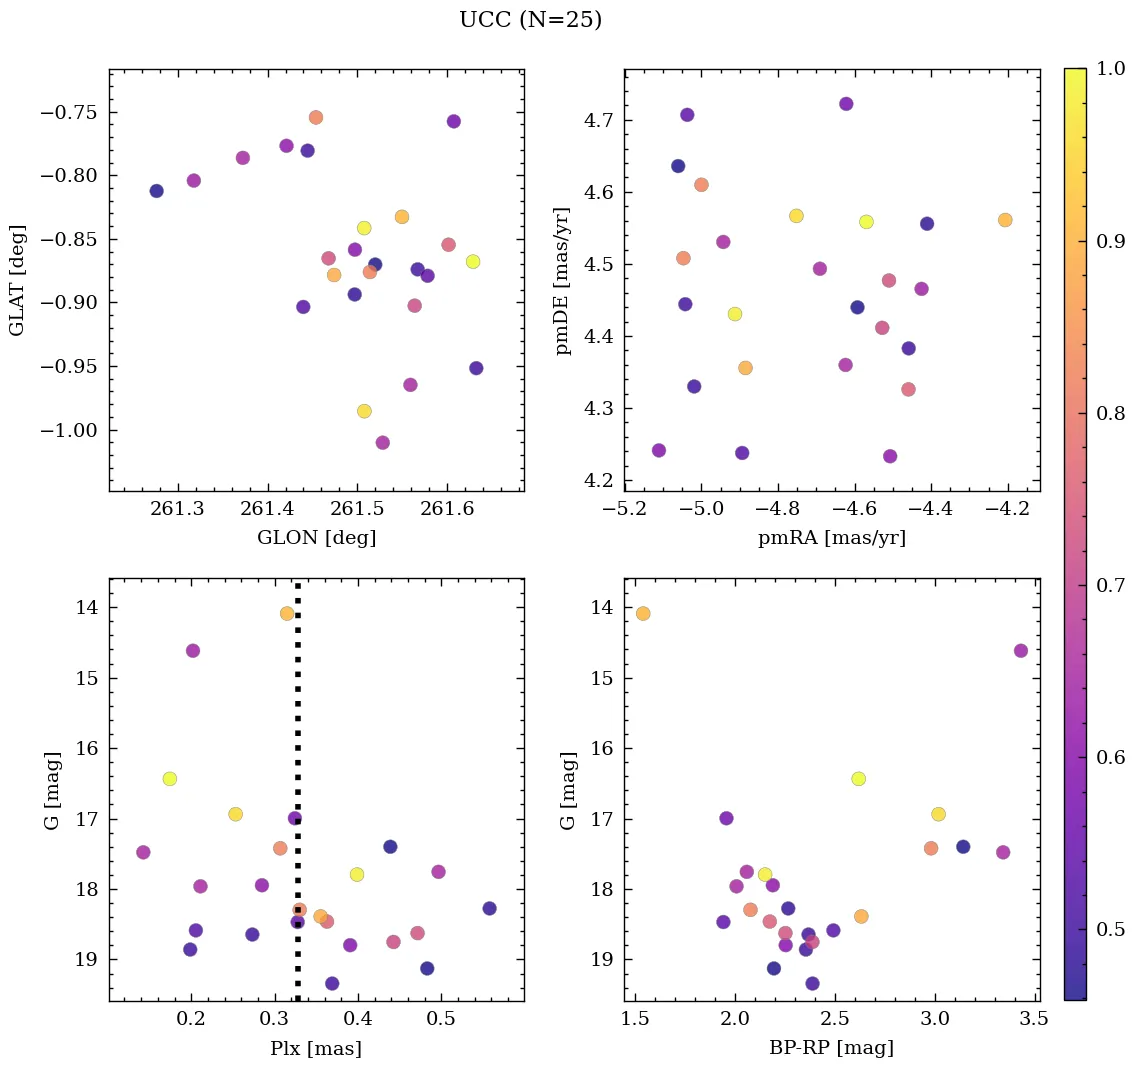 UCC (N=25)
−0.75
−0.80
−0.85
−0.90
−0.95
−1.00
GLAT [deg]
261.3 261.4 261.5 261.6
GLON [deg]
4.7
4.6
4.5
4.4
4.3
4.2
pmDE [mas/yr]
−5.2 −5.0 −4.8 −4.6 −4.4 −4.2
pmRA [mas/yr]
14
15
16
17
18
19
G [mag]
0.2 0.3 0.4 0.5
Plx [mas]
14
15
16
17
18
19
G [mag]
1.5 2.0 2.5 3.0 3.5
BP-RP [mag]
1.0
0.9
0.8
0.7
0.6
0.5